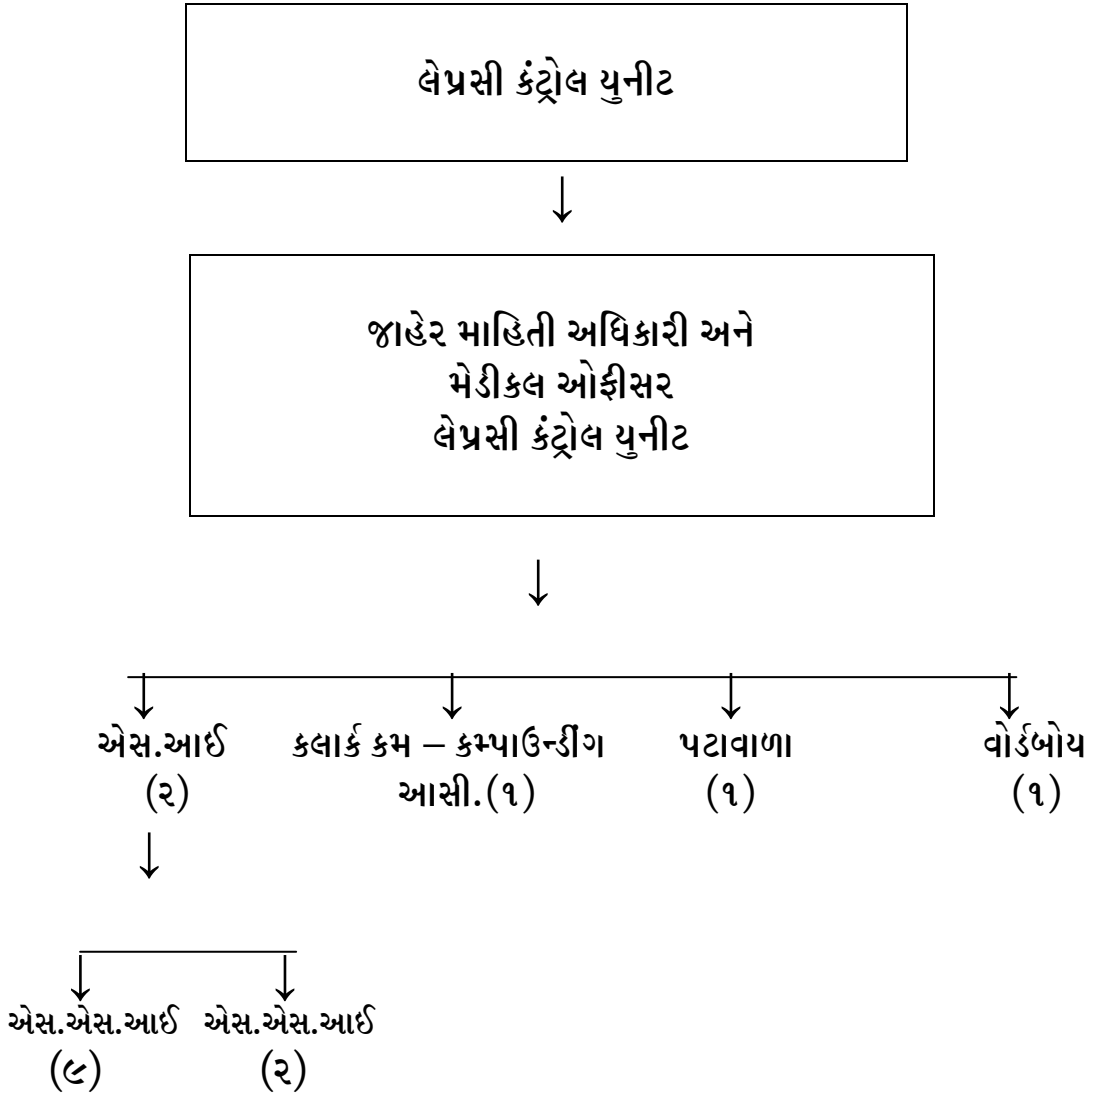 લેપ્રસી કંટ્રોલ યુનીટ
જાહેર માહિતી અધિકારી અને
મેડીકલ ઓફીસર
લેપ્રસી કંટ્રોલ યુનીટ
એસ.આઈ
(૨)
કલાર્ક કમ – કમ્પાઉન્ડીંગ
આસી.(૧)
પટાવાળા
(૧)
વોર્ડબોય
(૧)
એસ.એસ.આઈ
(૯)
એસ.એસ.આઈ
(૨)